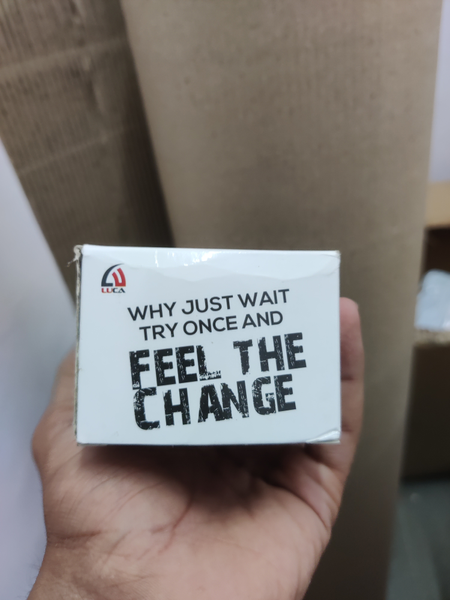 LUCA
WHY JUST WAIT
TRY ONCE AND
FEEL THE
CHANGE